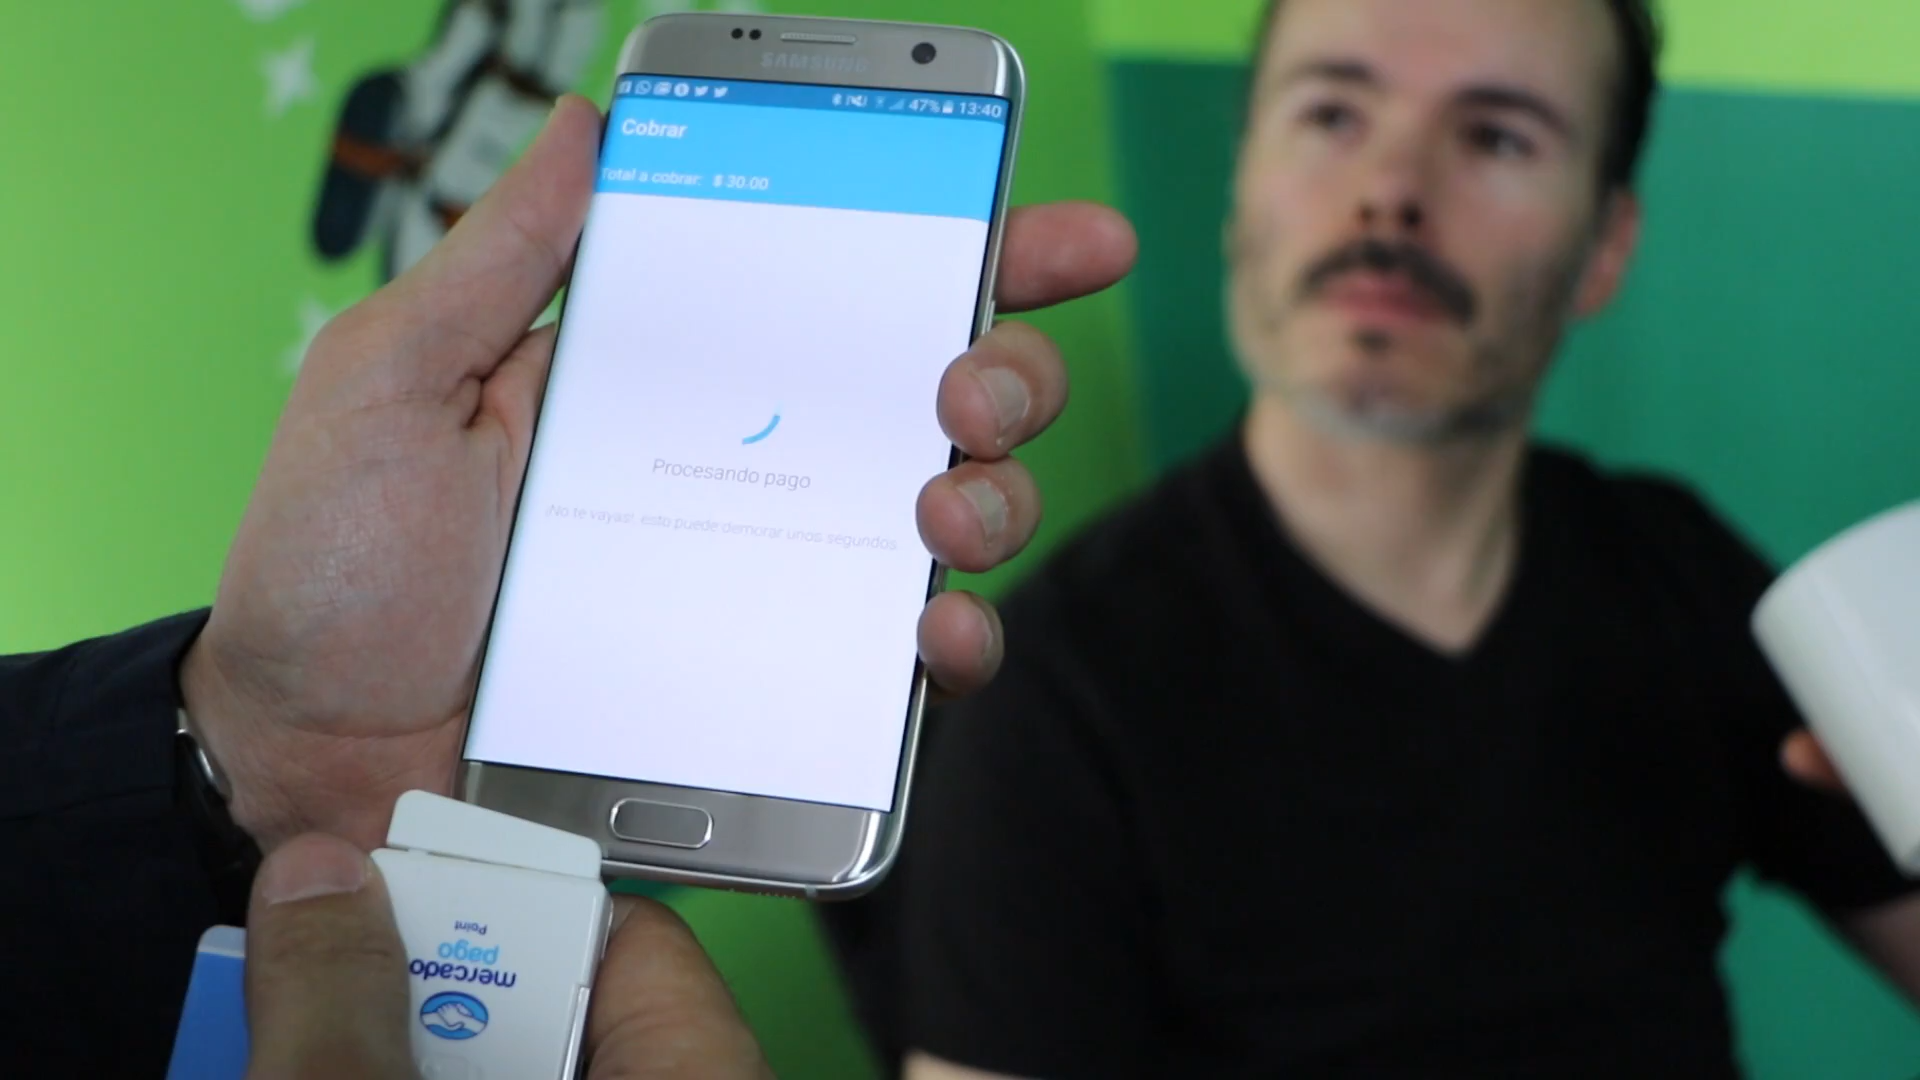 SAMSUNG
47% 13:40
Cobrar
Total a cobrar: $ 30.00
Procesando pago
¡No te vayas!, esto puede demorar unos segundos
mercado
pago
Point